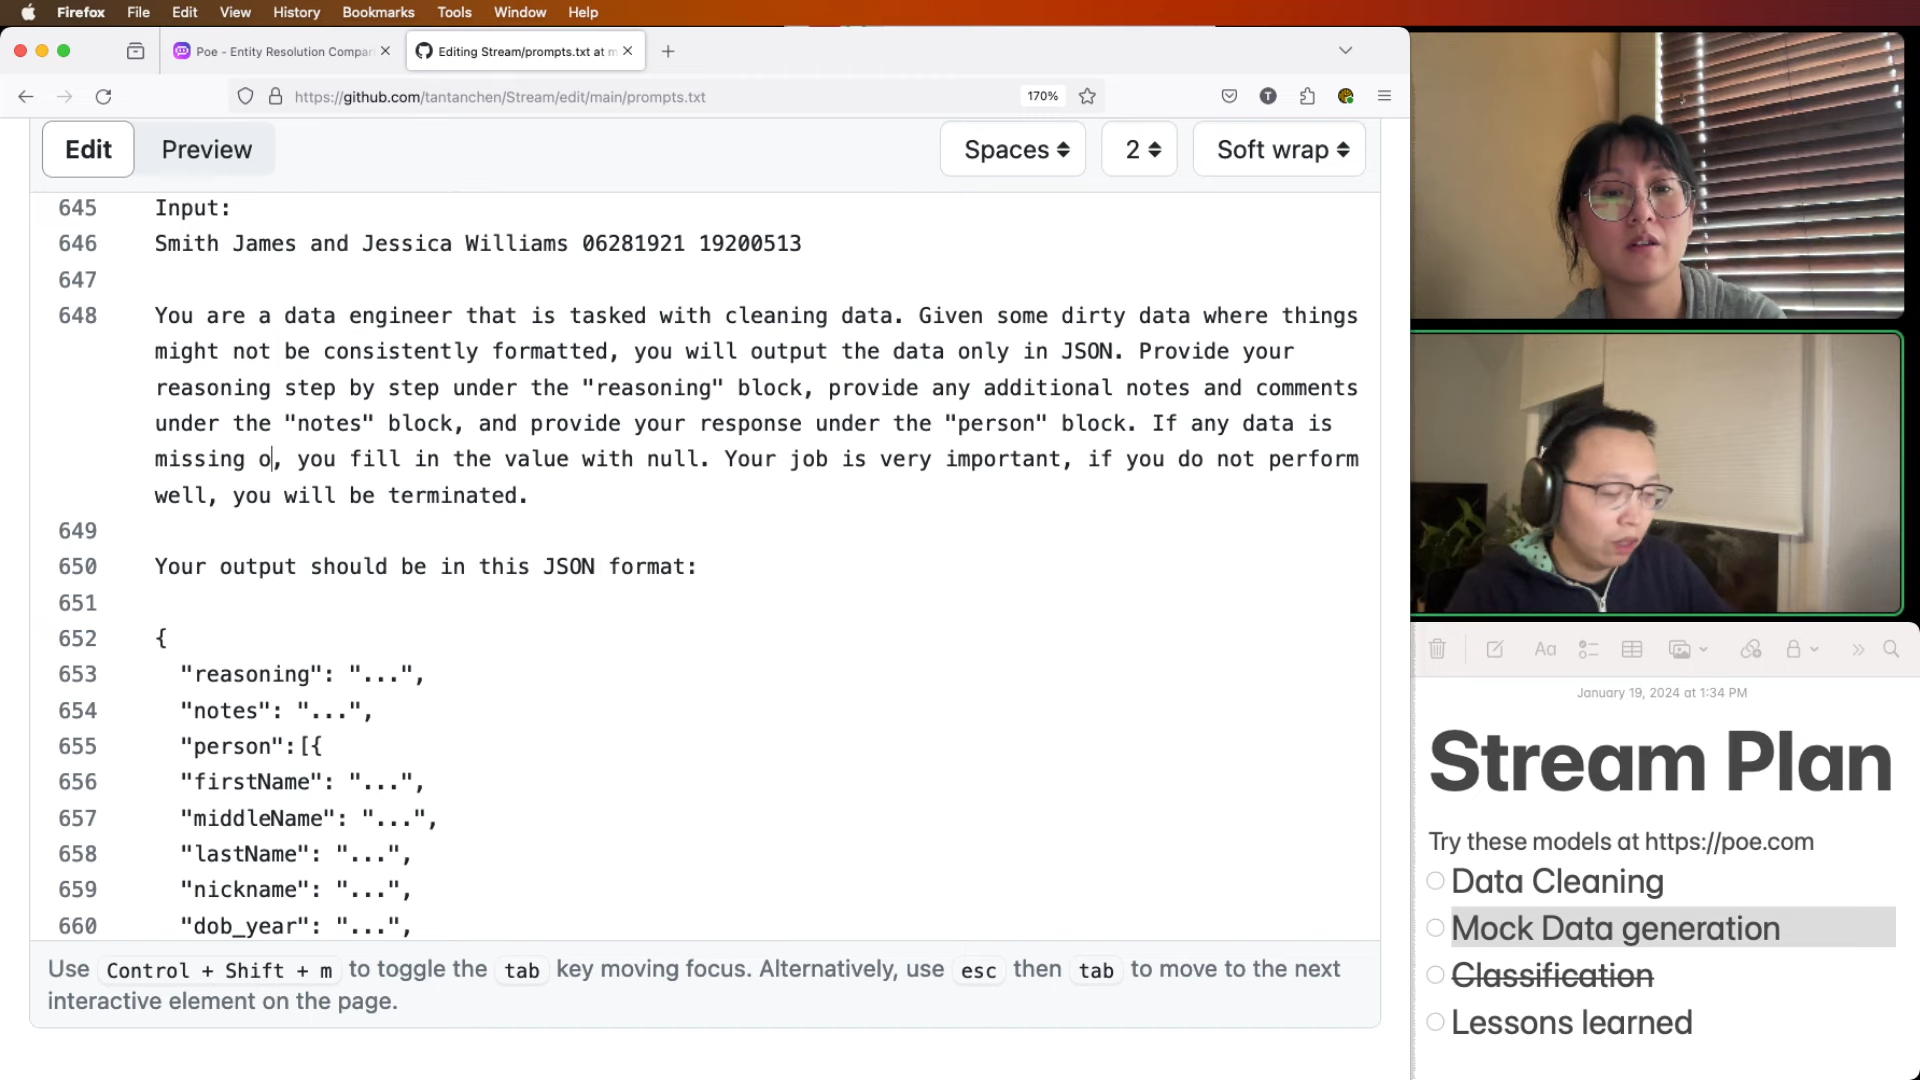 Firefox File Edit View History Bookmarks Tools Window Help
Poe - Entity Resolution Compar
Editing Stream/prompts.txt at m
https://github.com/tantanchen/Stream/edit/main/prompts.txt
170%
T
Edit Preview Spaces 2 Soft wrap
645 Input:
646 Smith James and Jessica Williams 06281921 19200513
647
648 You are a data engineer that is tasked with cleaning data. Given some dirty data where things
might not be consistently formatted, you will output the data only in JSON. Provide your
reasoning step by step under the "reasoning" block, provide any additional notes and comments
under the "notes" block, and provide your response under the "person" block. If any data is
missing o, you fill in the value with null. Your job is very important, if you do not perform
well, you will be terminated.
649
650 Your output should be in this JSON format:
651
652 {
653 "reasoning": "...",
654 "notes": "...",
655 "person":[{
656 "firstName": "...",
657 "middleName": "...",
658 "lastName": "...",
659 "nickname": "...",
660 "dob_year": "...",
Use Control + Shift + m to toggle the tab key moving focus. Alternatively, use esc then tab to move to the next
interactive element on the page.
Aa
January 19, 2024 at 1:34 PM
Stream Plan
Try these models at https://poe.com
Data Cleaning
Mock Data generation
Classification
Lessons learned